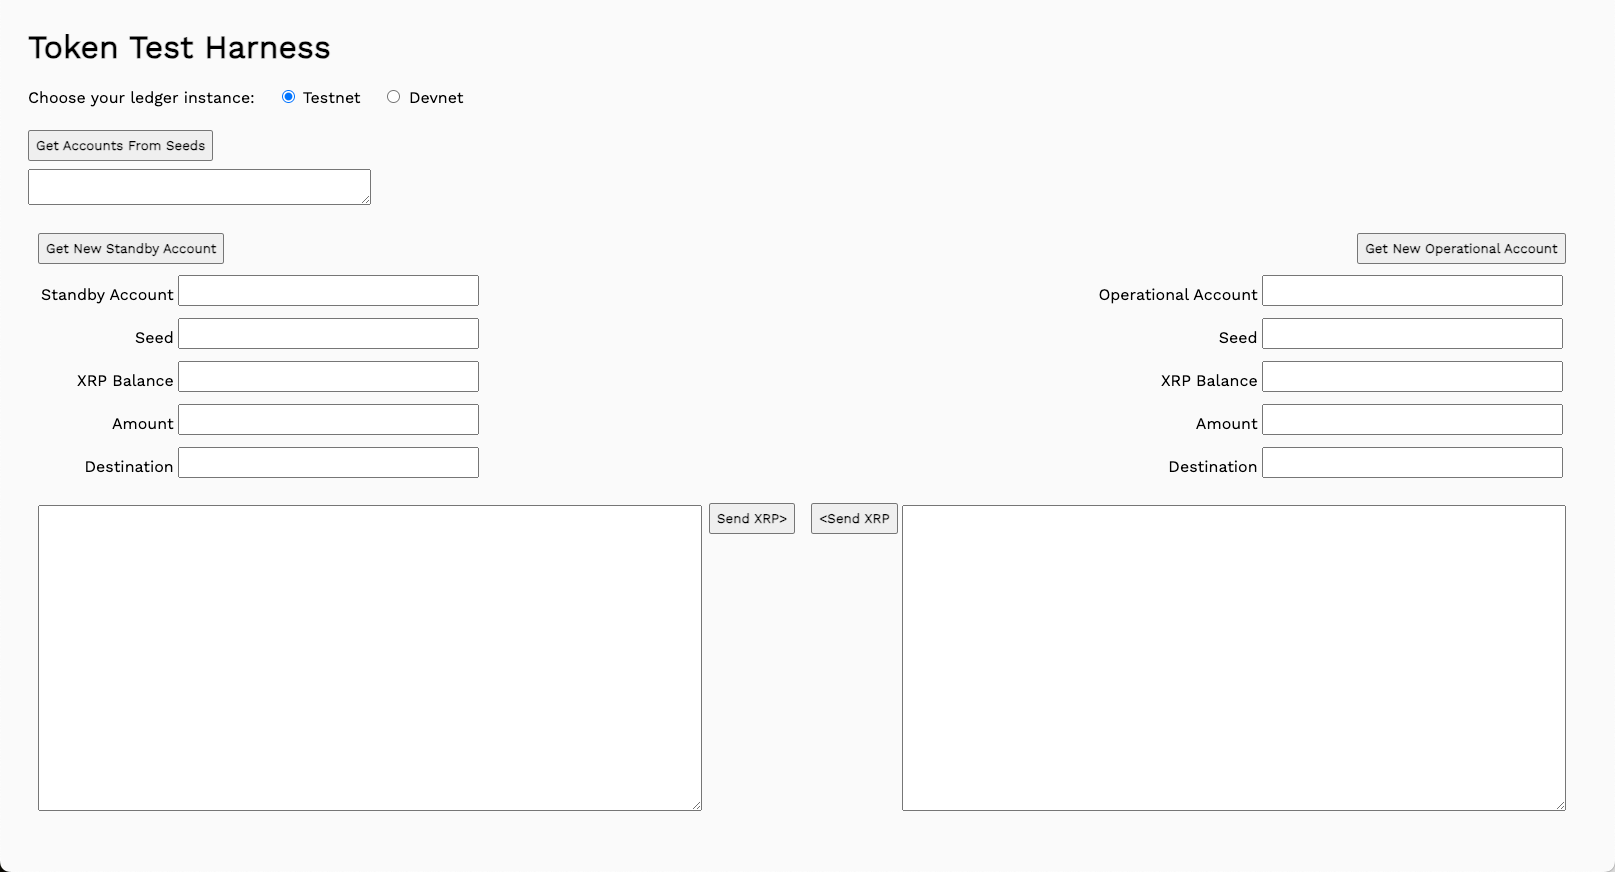 Token Test Harness
Choose your ledger instance: Testnet Devnet
Get Accounts From Seeds
Get New Standby Account Get New Operational Account
Standby Account Operational Account
Seed Seed
XRP Balance XRP Balance
Amount Amount
Destination Destination
Send XRP> <Send XRP